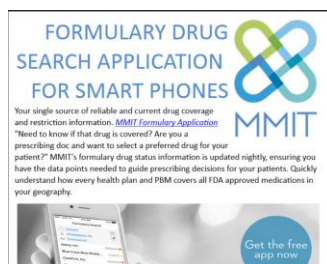 FORMULARY DRUG
SEARCH APPLICATION
FOR SMART PHONES
MMIT
Your single source of reliable and current drug coverage
and restriction information. MMIT Formulary Application
"Need to know if that drug is covered? Are you a
prescribing doc and want to select a preferred drug for your
patient?" MMIT's formulary drug status information is updated nightly, ensuring you
have the data points needed to guide prescribing decisions for your patients. Quickly
understand how every health plan and PBM covers all FDA approved medications in
your geography.
Get the free
app now